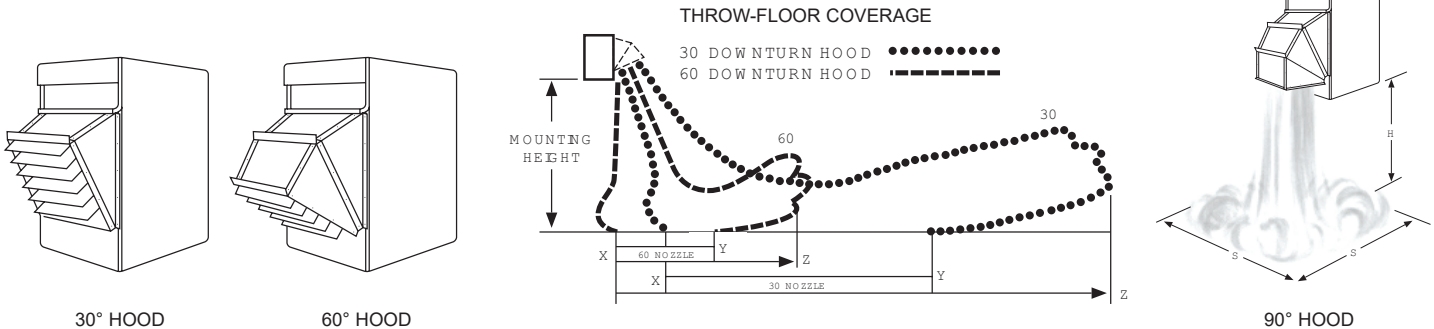 THROW-FLOOR COVERAGE
30 DOWNTURN HOOD
60 DOWNTURN HOOD
MOUNTING
HEIGHT
60
30
X
Y
60 NOZZLE
Z
X
Y
30 NOZZLE
Z
H
S
S
30° HOOD
60° HOOD
90° HOOD